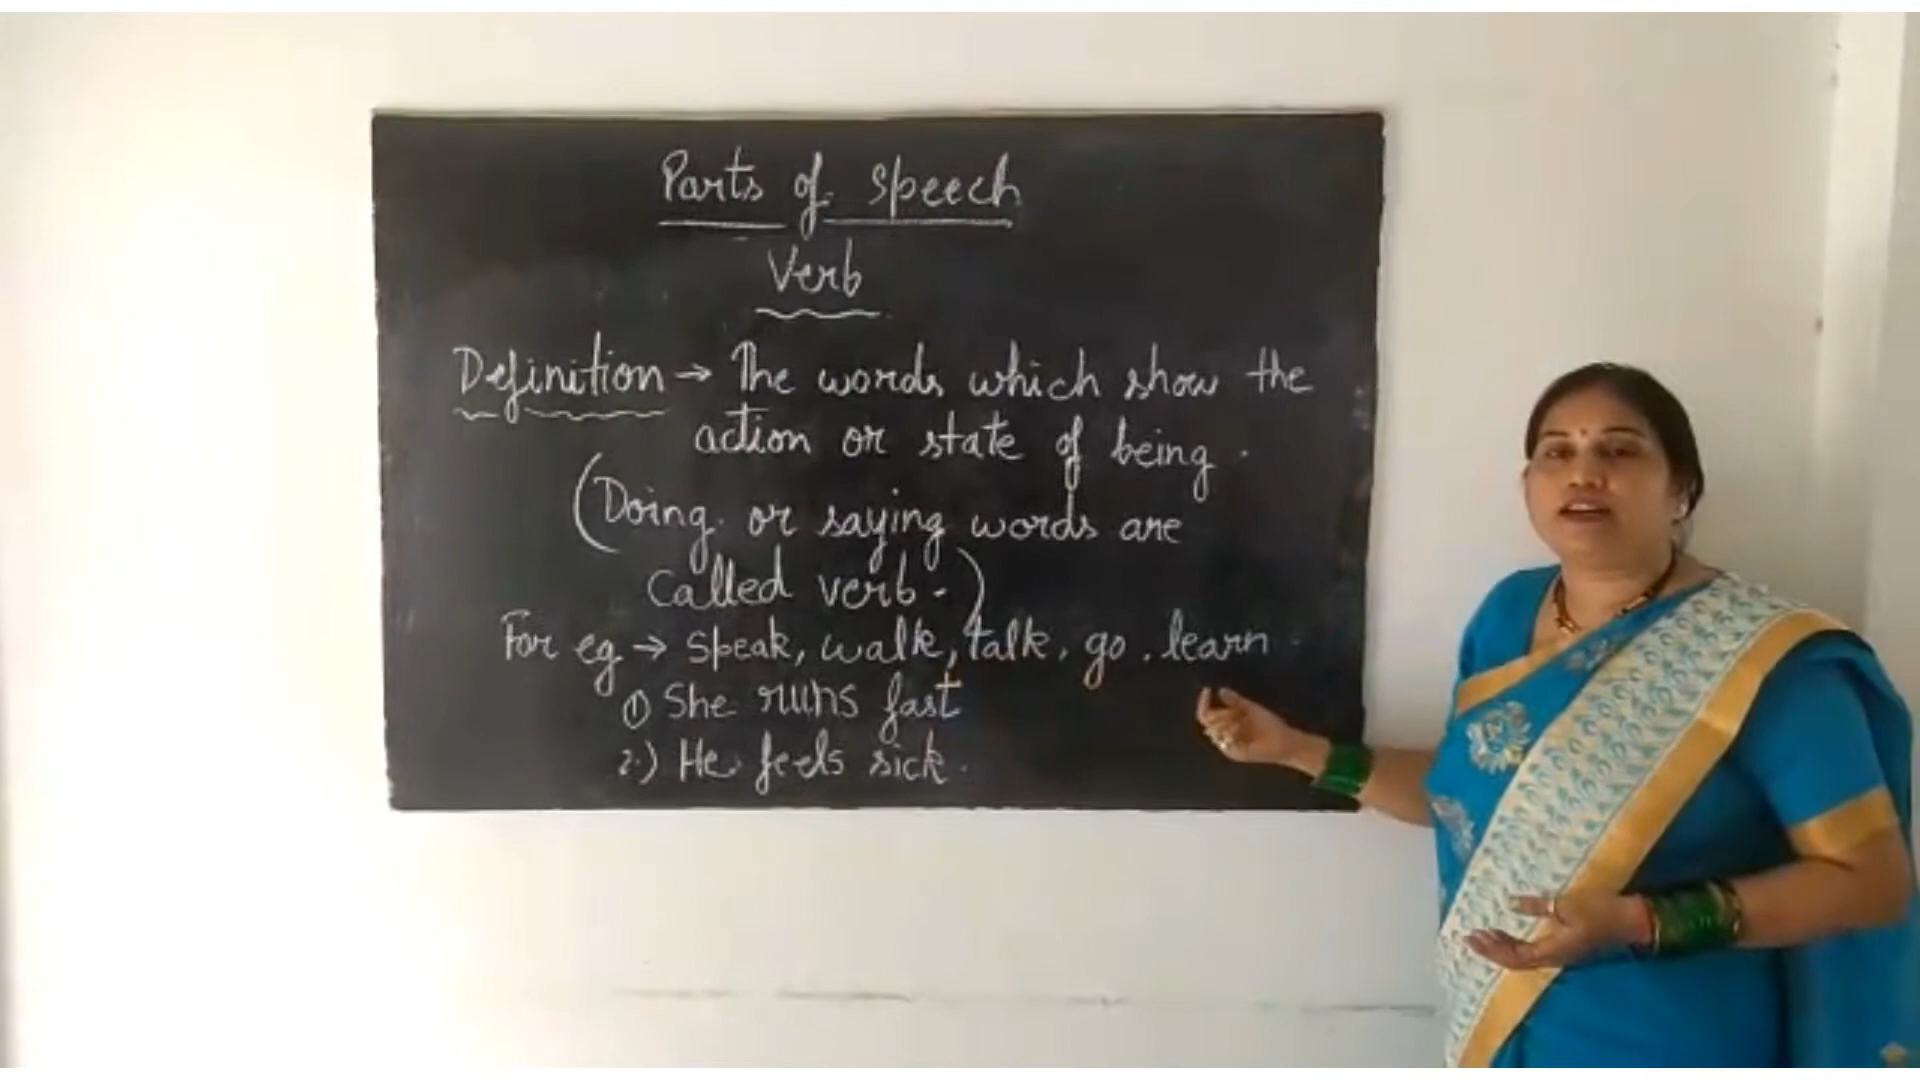 Parts of speech
Verb
Definition → The words which show the
action or state of being.
(Doing or saying words are
called verb.)
For eg → speak, walk, talk, go, learn
① She runs fast
2.) He feels sick.